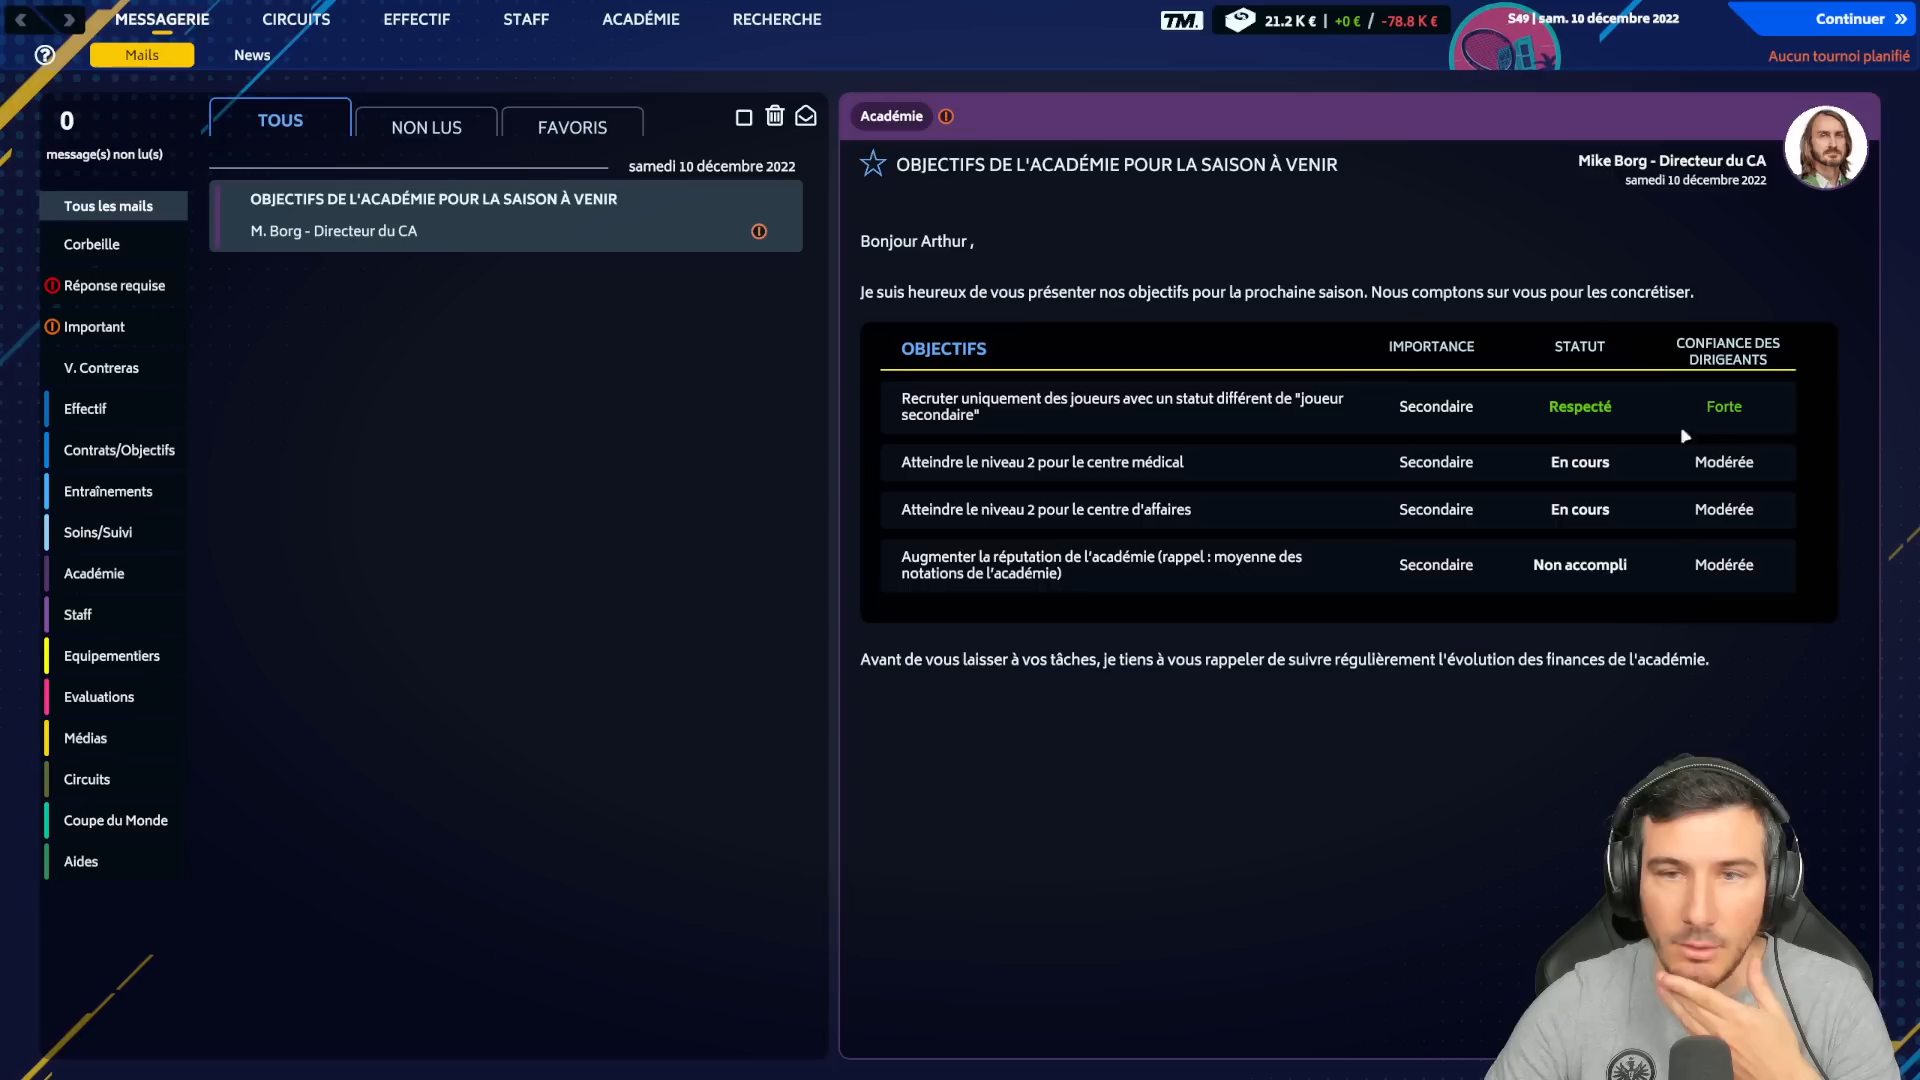 MESSAGERIE
CIRCUITS
EFFECTIF
STAFF
ACADÉMIE
RECHERCHE
TM.
21.2 K € | +0 € / -78.8 K €
S49 | sam. 10 décembre 2022
Continuer
Mails
News
Aucun tournoi planifié
0
message(s) non lu(s)
Tous les mails
Corbeille
Réponse requise
Important
V. Contreras
Effectif
Contrats/Objectifs
Entraînements
Soins/Suivi
Académie
Staff
Equipementiers
Evaluations
Médias
Circuits
Coupe du Monde
Aides
TOUS
NON LUS
FAVORIS
samedi 10 décembre 2022
OBJECTIFS DE L'ACADÉMIE POUR LA SAISON À VENIR
M. Borg - Directeur du CA
Académie
OBJECTIFS DE L'ACADÉMIE POUR LA SAISON À VENIR
Mike Borg - Directeur du CA
samedi 10 décembre 2022
Bonjour Arthur ,
Je suis heureux de vous présenter nos objectifs pour la prochaine saison. Nous comptons sur vous pour les concrétiser.
OBJECTIFS
IMPORTANCE
STATUT
CONFIANCE DES
DIRIGEANTS
Recruter uniquement des joueurs avec un statut différent de "joueur
secondaire"
Secondaire
Respecté
Forte
Atteindre le niveau 2 pour le centre médical
Secondaire
En cours
Modérée
Atteindre le niveau 2 pour le centre d'affaires
Secondaire
En cours
Modérée
Augmenter la réputation de l'académie (rappel : moyenne des
notations de l'académie)
Secondaire
Non accompli
Modérée
Avant de vous laisser à vos tâches, je tiens à vous rappeler de suivre régulièrement l'évolution des finances de l'académie.